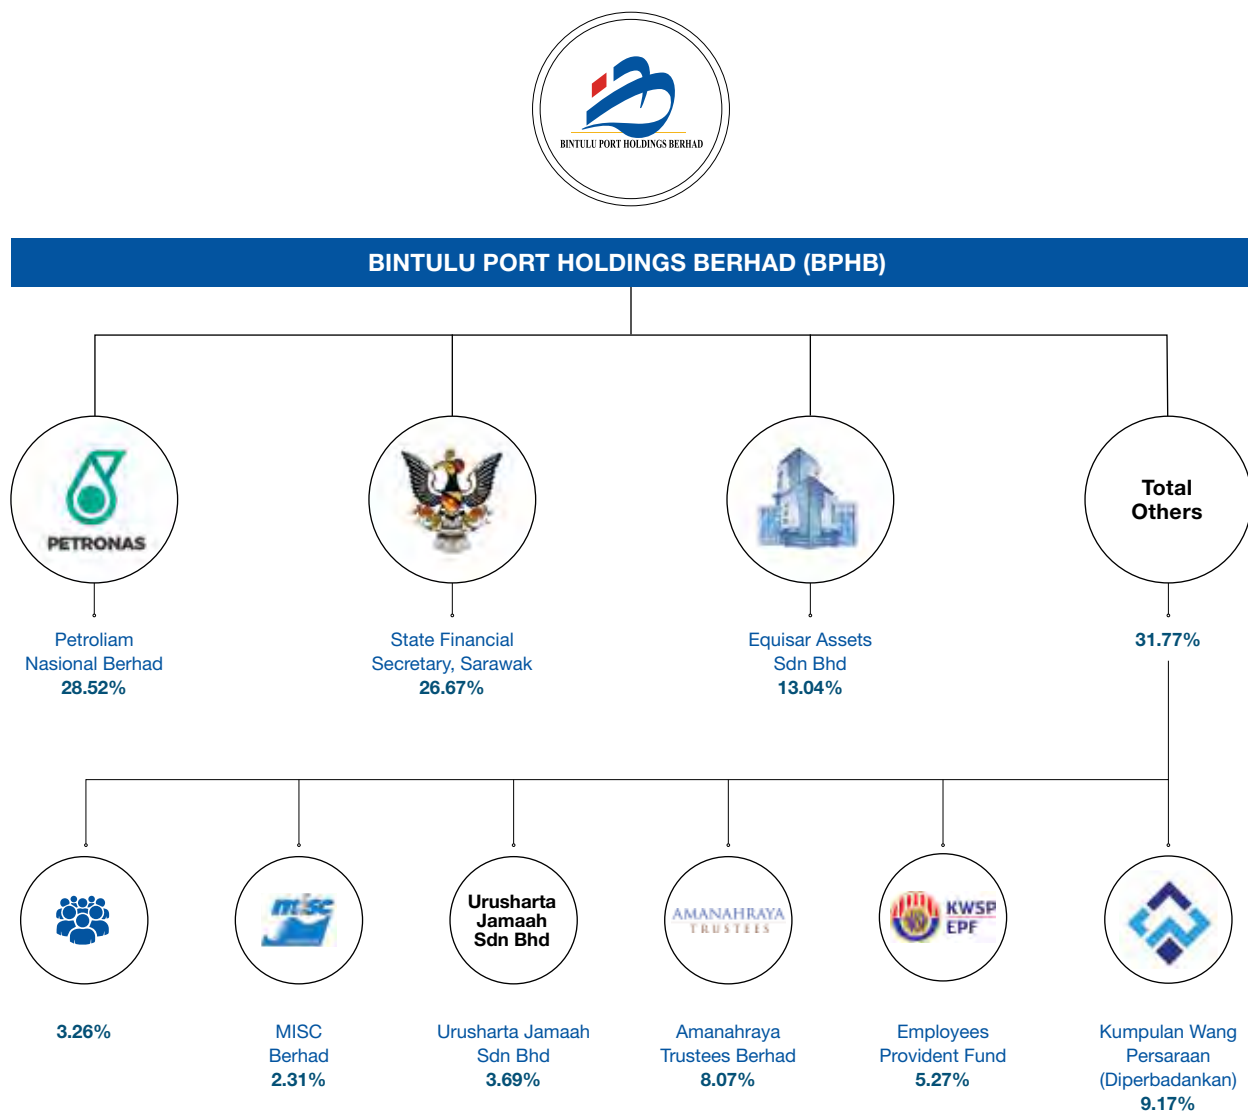 BINTULU PORT HOLDINGS BERHAD
BINTULU PORT HOLDINGS BERHAD (BPHB)
PETRONAS
Total
Others
Petroliam
Nasional Berhad
28.52%
State Financial
Secretary, Sarawak
26.67%
Equisar Assets
Sdn Bhd
13.04%
31.77%
misc
Urusharta
Jamaah
Sdn Bhd
AMANAHRAYA
TRUSTEES
KWSP
EPF
3.26%
MISC
Berhad
2.31%
Urusharta Jamaah
Sdn Bhd
3.69%
Amanahraya
Trustees Berhad
8.07%
Employees
Provident Fund
5.27%
Kumpulan Wang
Persaraan
(Diperbadankan)
9.17%